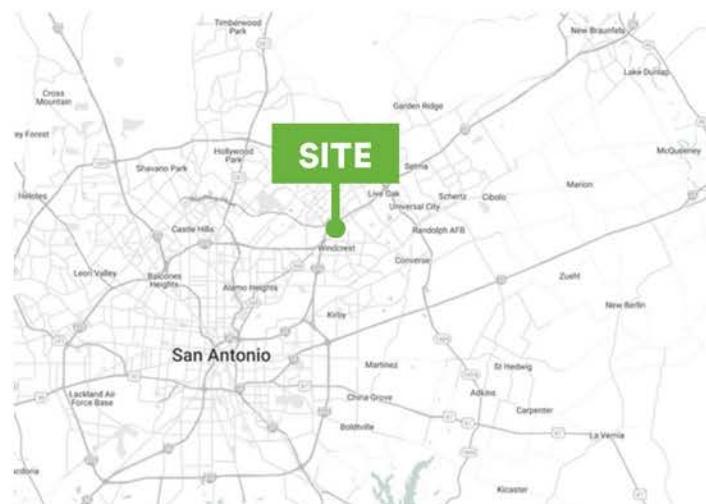 Timberwood
Park
New Braunfels
Lake Dunlap
Cross
Mountain
Garden Ridge
ey Forest
Hollywood
Park
SITE
McQueeney
Shavano Park
Selma
Helotes
Live Oak
Schertz
Cibolo
Marion
Universal City
Castle Hills
Randolph AFB
Windcrest
Leon Valley
Balcones
Heights
Converse
Alamo Heights
Zuehl
New Berlin
Kirby
San Antonio
Martinez
St Hedwig
Lackland Air
Force Base
China Grove
Adkins
Carpenter
Boldtville
La Vernia
Kicaster